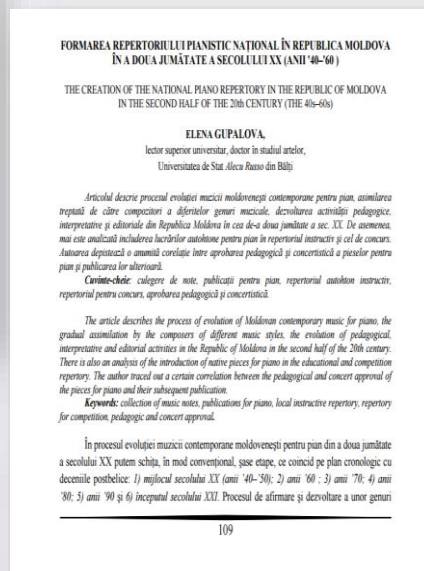 FORMAREA REPERTORIULUI PIANISTIC NAȚIONAL ÎN REPUBLICA MOLDOVA
ÎN A DOUA JUMĂTATE A SECOLULUI XX (ANII '40–'60 )
THE CREATION OF THE NATIONAL PIANO REPERTORY IN THE REPUBLIC OF MOLDOVA
IN THE SECOND HALF OF THE 20th CENTURY (THE 40s–60s)
ELENA GUPALOVA,
lector superior universitar, doctor în studiul artelor,
Universitatea de Stat Alecu Russo din Bălți
Articolul descrie procesul evoluției muzicii moldovenești contemporane pentru pian, asimilarea
treptată de către compozitori a diferitelor genuri muzicale, dezvoltarea activității pedagogice,
interpretative și editoriale din Republica Moldova în cea de-a doua jumătate a sec. XX. De asemenea,
mai este analizată includerea lucrărilor autohtone pentru pian în repertoriul instructiv și cel de concurs.
Autoarea depistează o anumită corelație între aprobarea pedagogică și concertistică a pieselor pentru
pian și publicarea lor ulterioară.
Cuvinte-cheie: culegere de note, publicații pentru pian, repertoriul autohton instructiv,
repertoriul pentru concurs, aprobarea pedagogică și concertistică.
The article describes the process of evolution of Moldovan contemporary music for piano, the
gradual assimilation by the composers of different music styles, the evolution of pedagogical,
interpretative and editorial activities in the Republic of Moldova in the second half of the 20th century.
There is also an analysis of the introduction of native pieces for piano in the educational and competition
repertory. The author traced out a certain correlation between the pedagogical and concert approval of
the pieces for piano and their subsequent publication.
Keywords: collection of music notes, publications for piano, local instructive repertory, repertory
for competition, pedagogic and concert approval.
În procesul evoluției muzicii contemporane moldovenești pentru pian din a doua jumătate
a secolului XX putem schița, în mod convențional, șase etape, ce coincid pe plan cronologic cu
deceniile postbelice: 1) mijlocul secolului XX (anii '40–'50); 2) anii '60 ; 3) anii '70; 4) anii
'80; 5) anii '90 și 6) începutul secolului XXI. Procesul de afirmare și dezvoltare a unor genuri
109